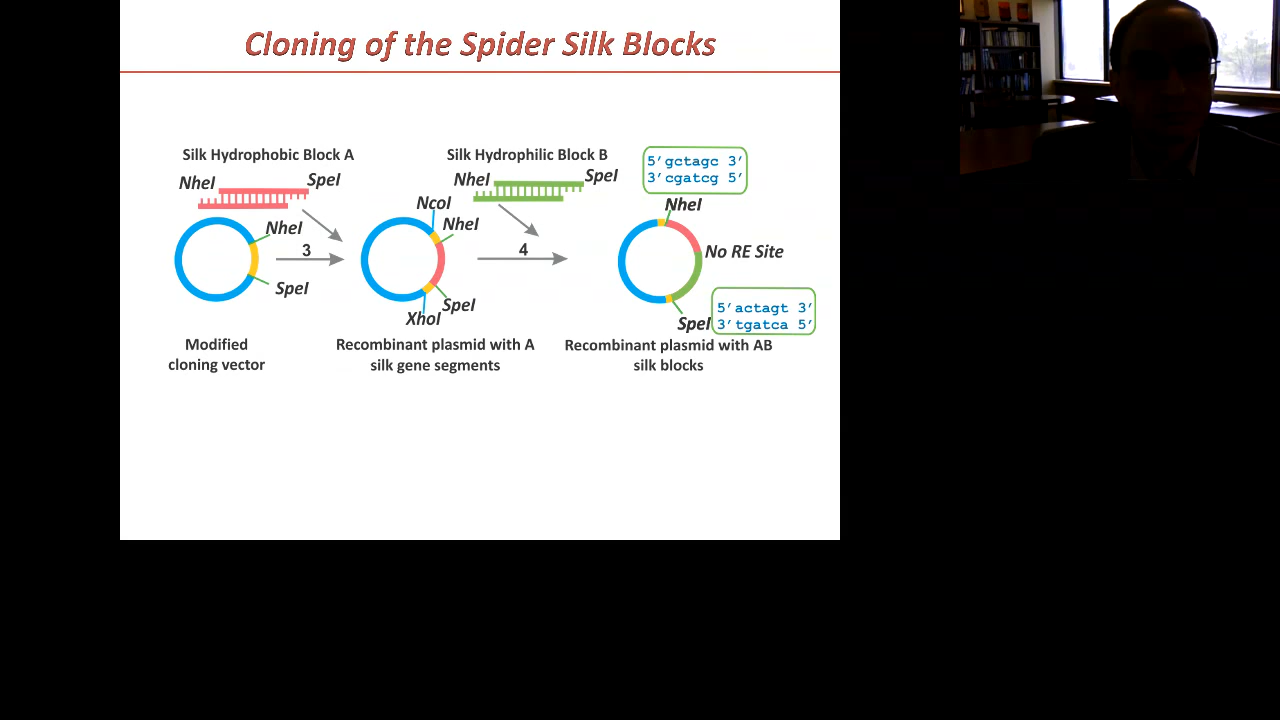 Cloning of the Spider Silk Blocks
Silk Hydrophobic Block A
NheI
SpeI
NheI
SpeI
3
Modified
cloning vector
NcoI
NheI
SpeI
XhoI
Recombinant plasmid with A
silk gene segments
Silk Hydrophilic Block B
NheI
SpeI
4
5’gctagc 3’
3’cgatcg 5’
NheI
No RE Site
SpeI
5’actagt 3’
3’tgatca 5’
Recombinant plasmid with AB
silk blocks